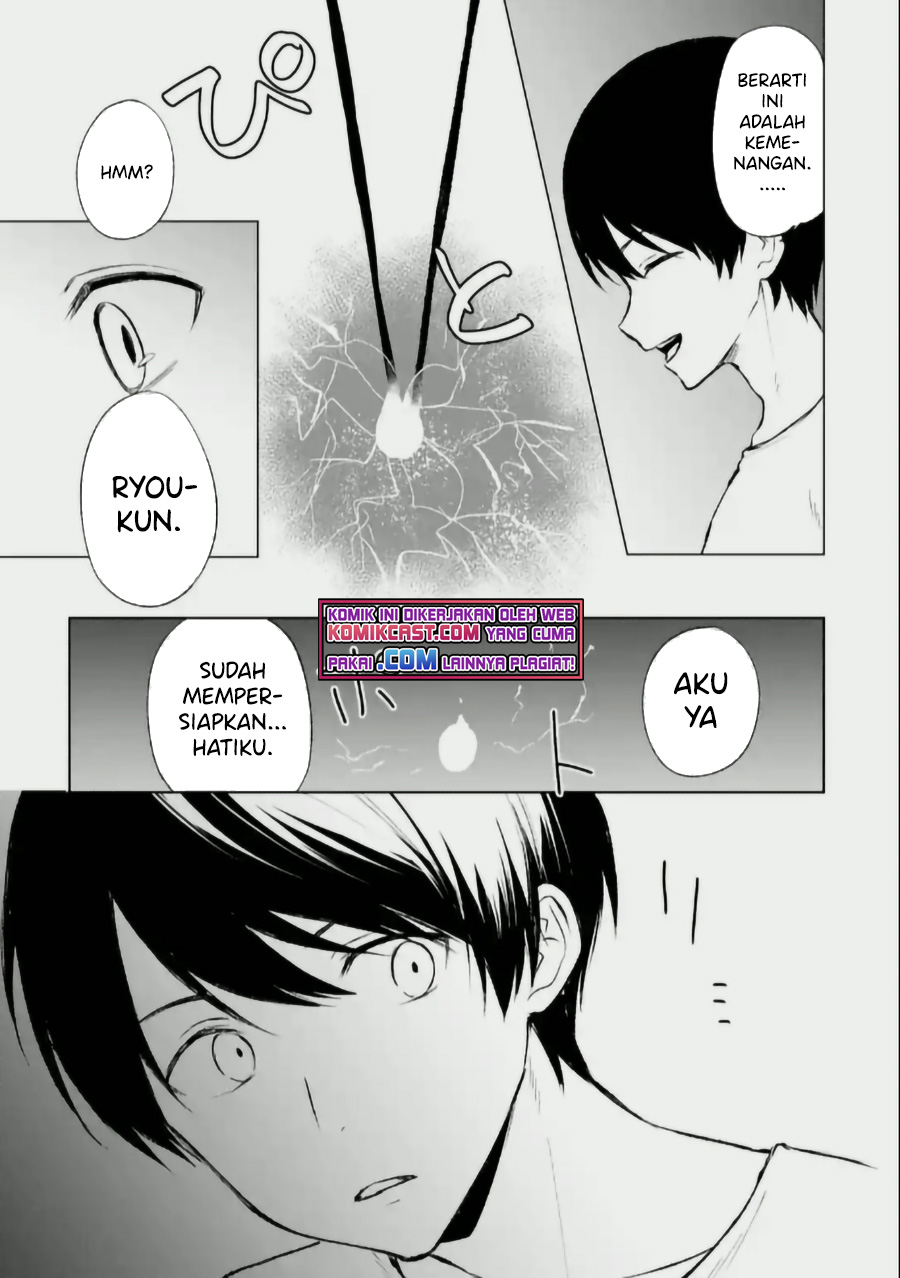 BERARTI
INI
ADALAH
KEME-
NANGAN.
.....
ぴ
と
HMM?
RYOU-
KUN.
KOMIK INI DIKERJAKAN OLEH WEB
KOMIKCAST.COM YANG CUMA
PAKAI .COM LAINNYA PLAGIAT!
AKU
YA
SUDAH
MEMPER-
SIAPKAN...
HATIKU.